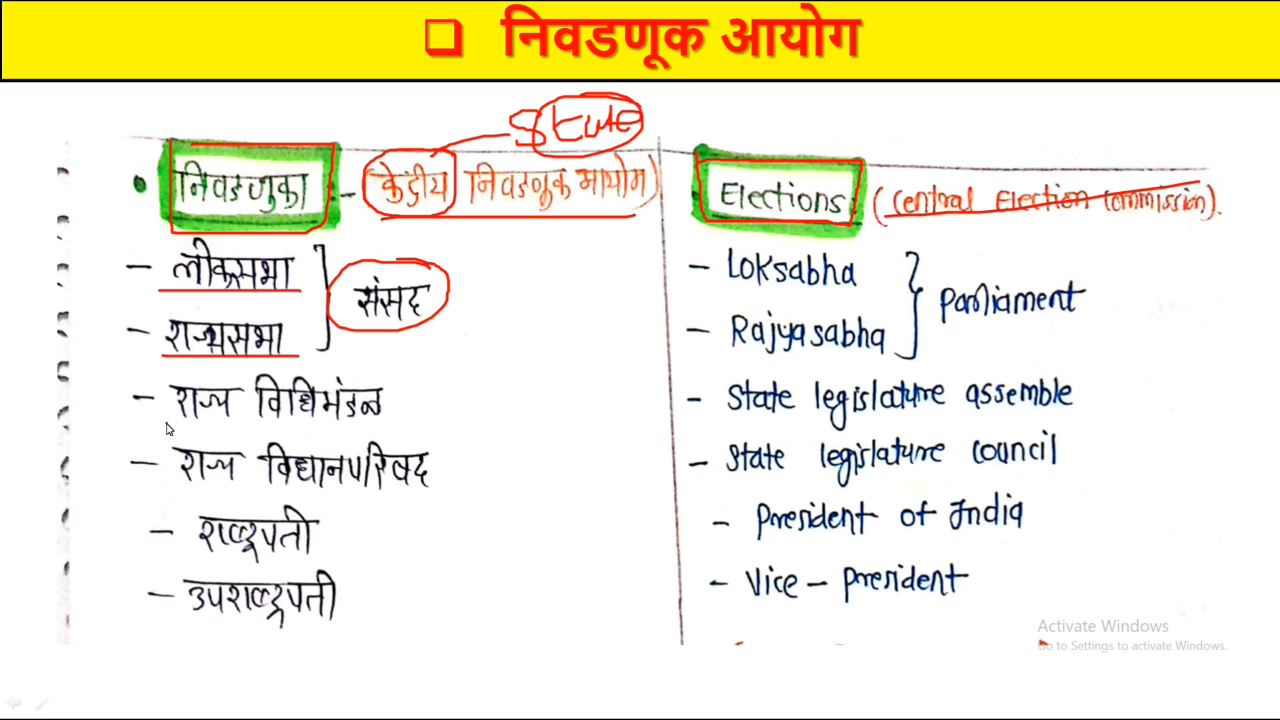 ❑ निवडणूक आयोग
State
• निवडणुका - (केंद्रीय निवडणूक आयोग)
- लोकसभा
- राज्यसभा
संसद
- राज्य विधिमंडळ
- राज्य विधानपरिषद
- राष्ट्रपती
- उपराष्ट्रपती
Elections (Central Election Commission).
- Loksabha
- Rajyasabha
Parliament
- State legislature assemble
- State legislature council
- President of India
- Vice - president
Activate Windows
Go to Settings to activate Windows.